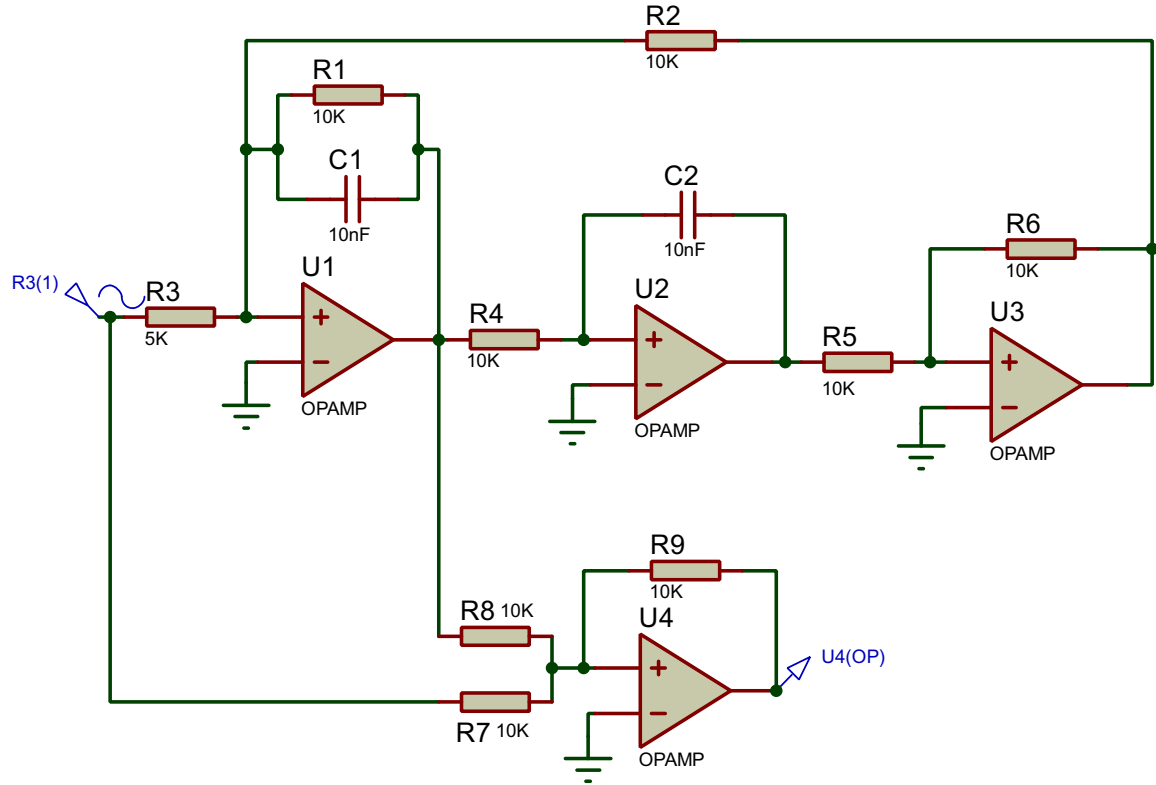 R2
10K
R1
10K
C1
10nF
C2
10nF
R6
10K
R3(1)
R3
5K
U1
+
−
OPAMP
R4
10K
U2
+
−
OPAMP
R5
10K
U3
+
−
OPAMP
R9
10K
R8 10K
U4
+
−
OPAMP
U4(OP)
R7 10K